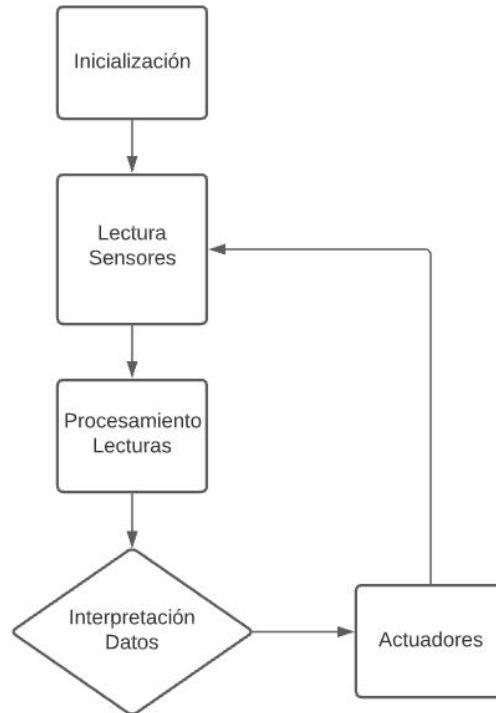 Inicialización
Lectura
Sensores
Procesamiento
Lecturas
Interpretación
Datos
Actuadores